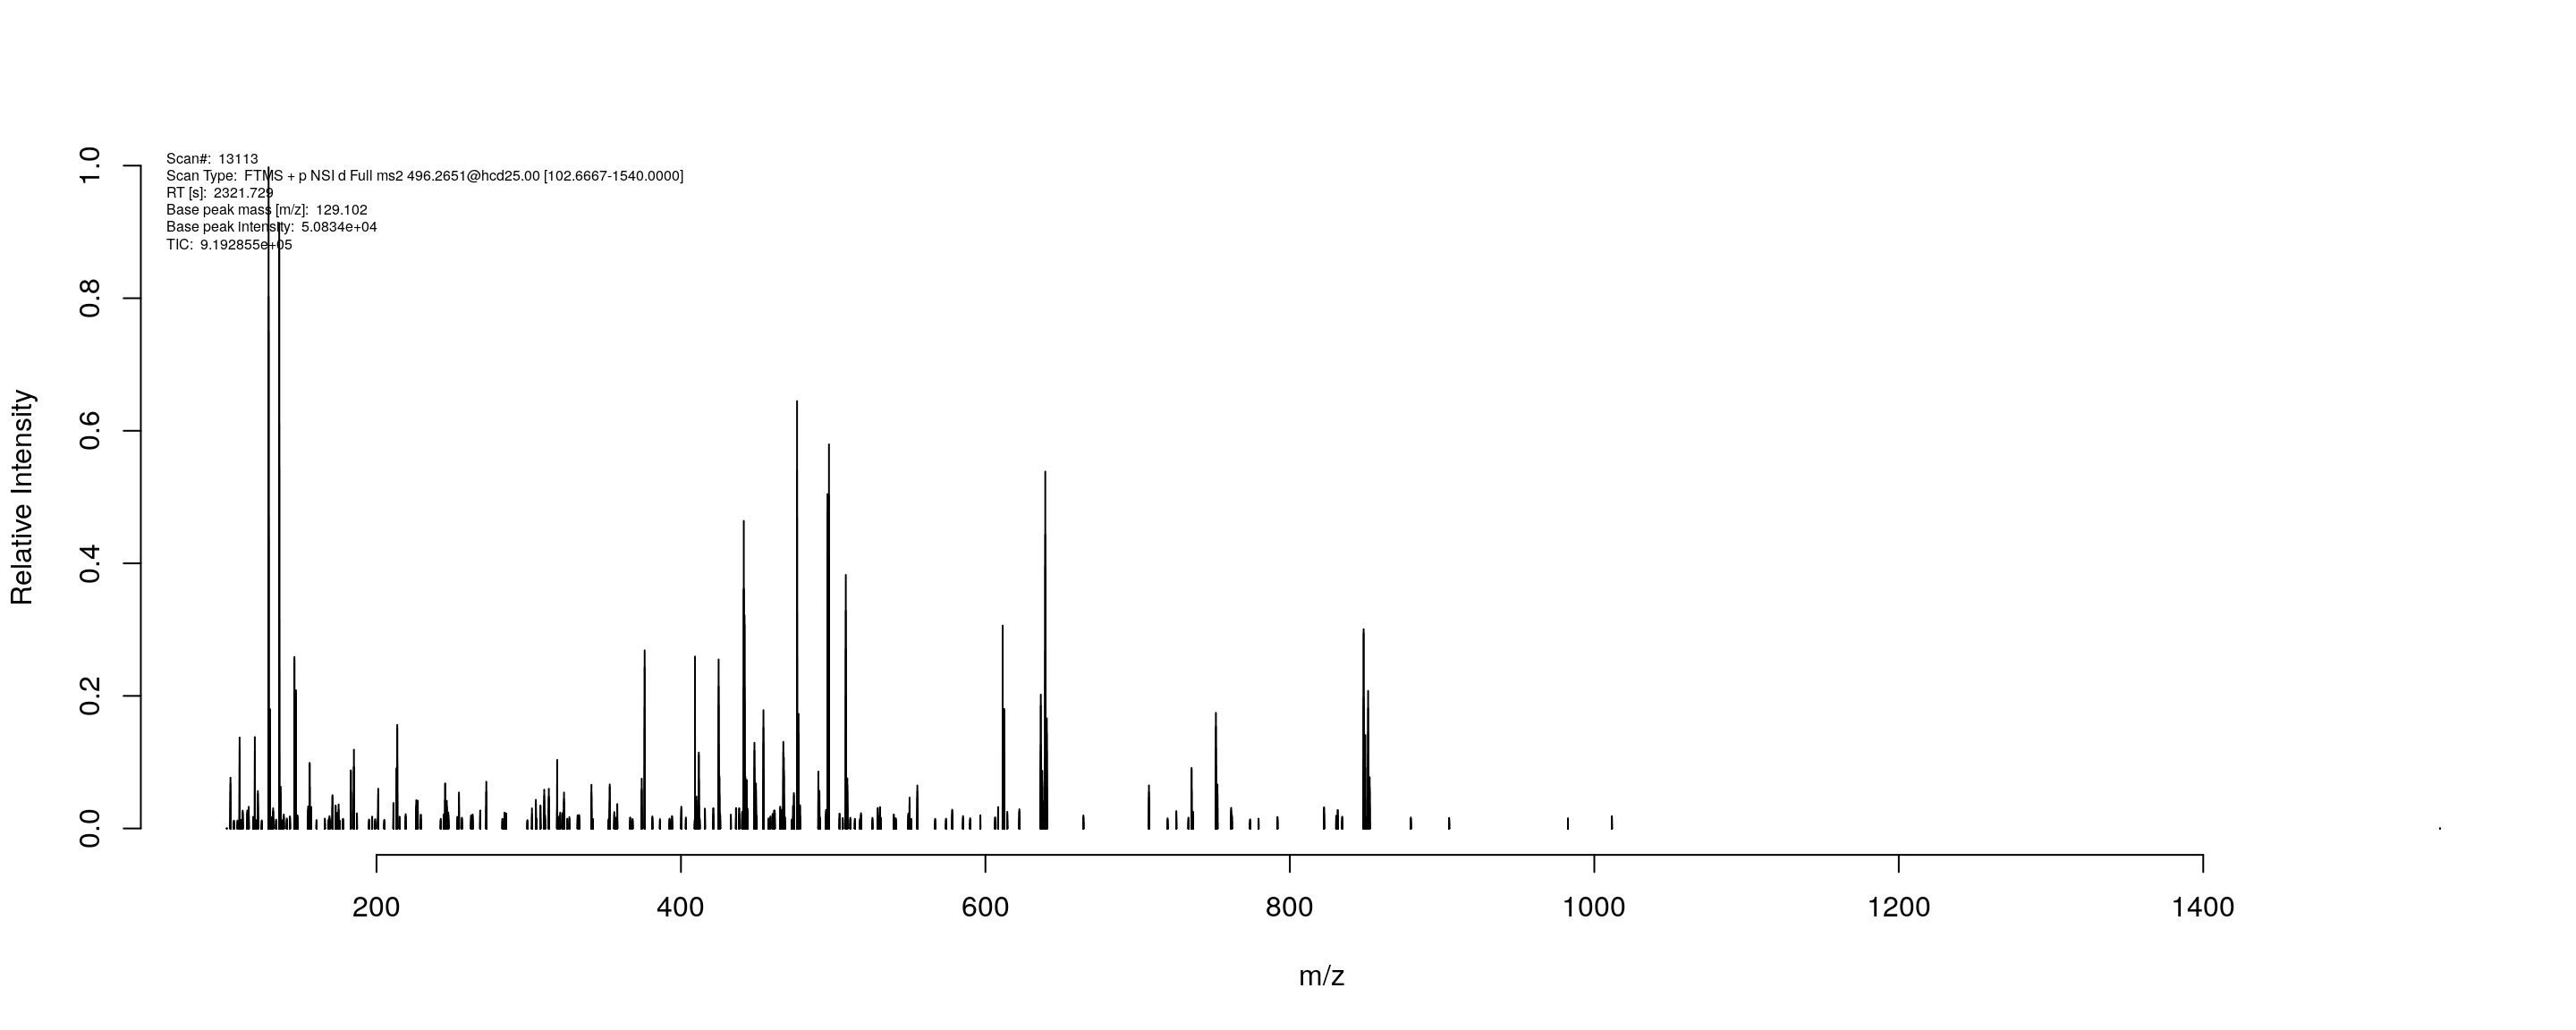 Scan#: 13113
Scan Type: FTMS + p NSI d Full ms2 496.2651@hcd25.00 [102.6667-1540.0000]
RT [s]: 2321.729
Base peak mass [m/z]: 129.102
Base peak intensity: 5.0834e+04
TIC: 9.192855e+05
Relative Intensity
1.0
0.8
0.6
0.4
0.2
0.0
200 400 600 800 1000 1200 1400
m/z